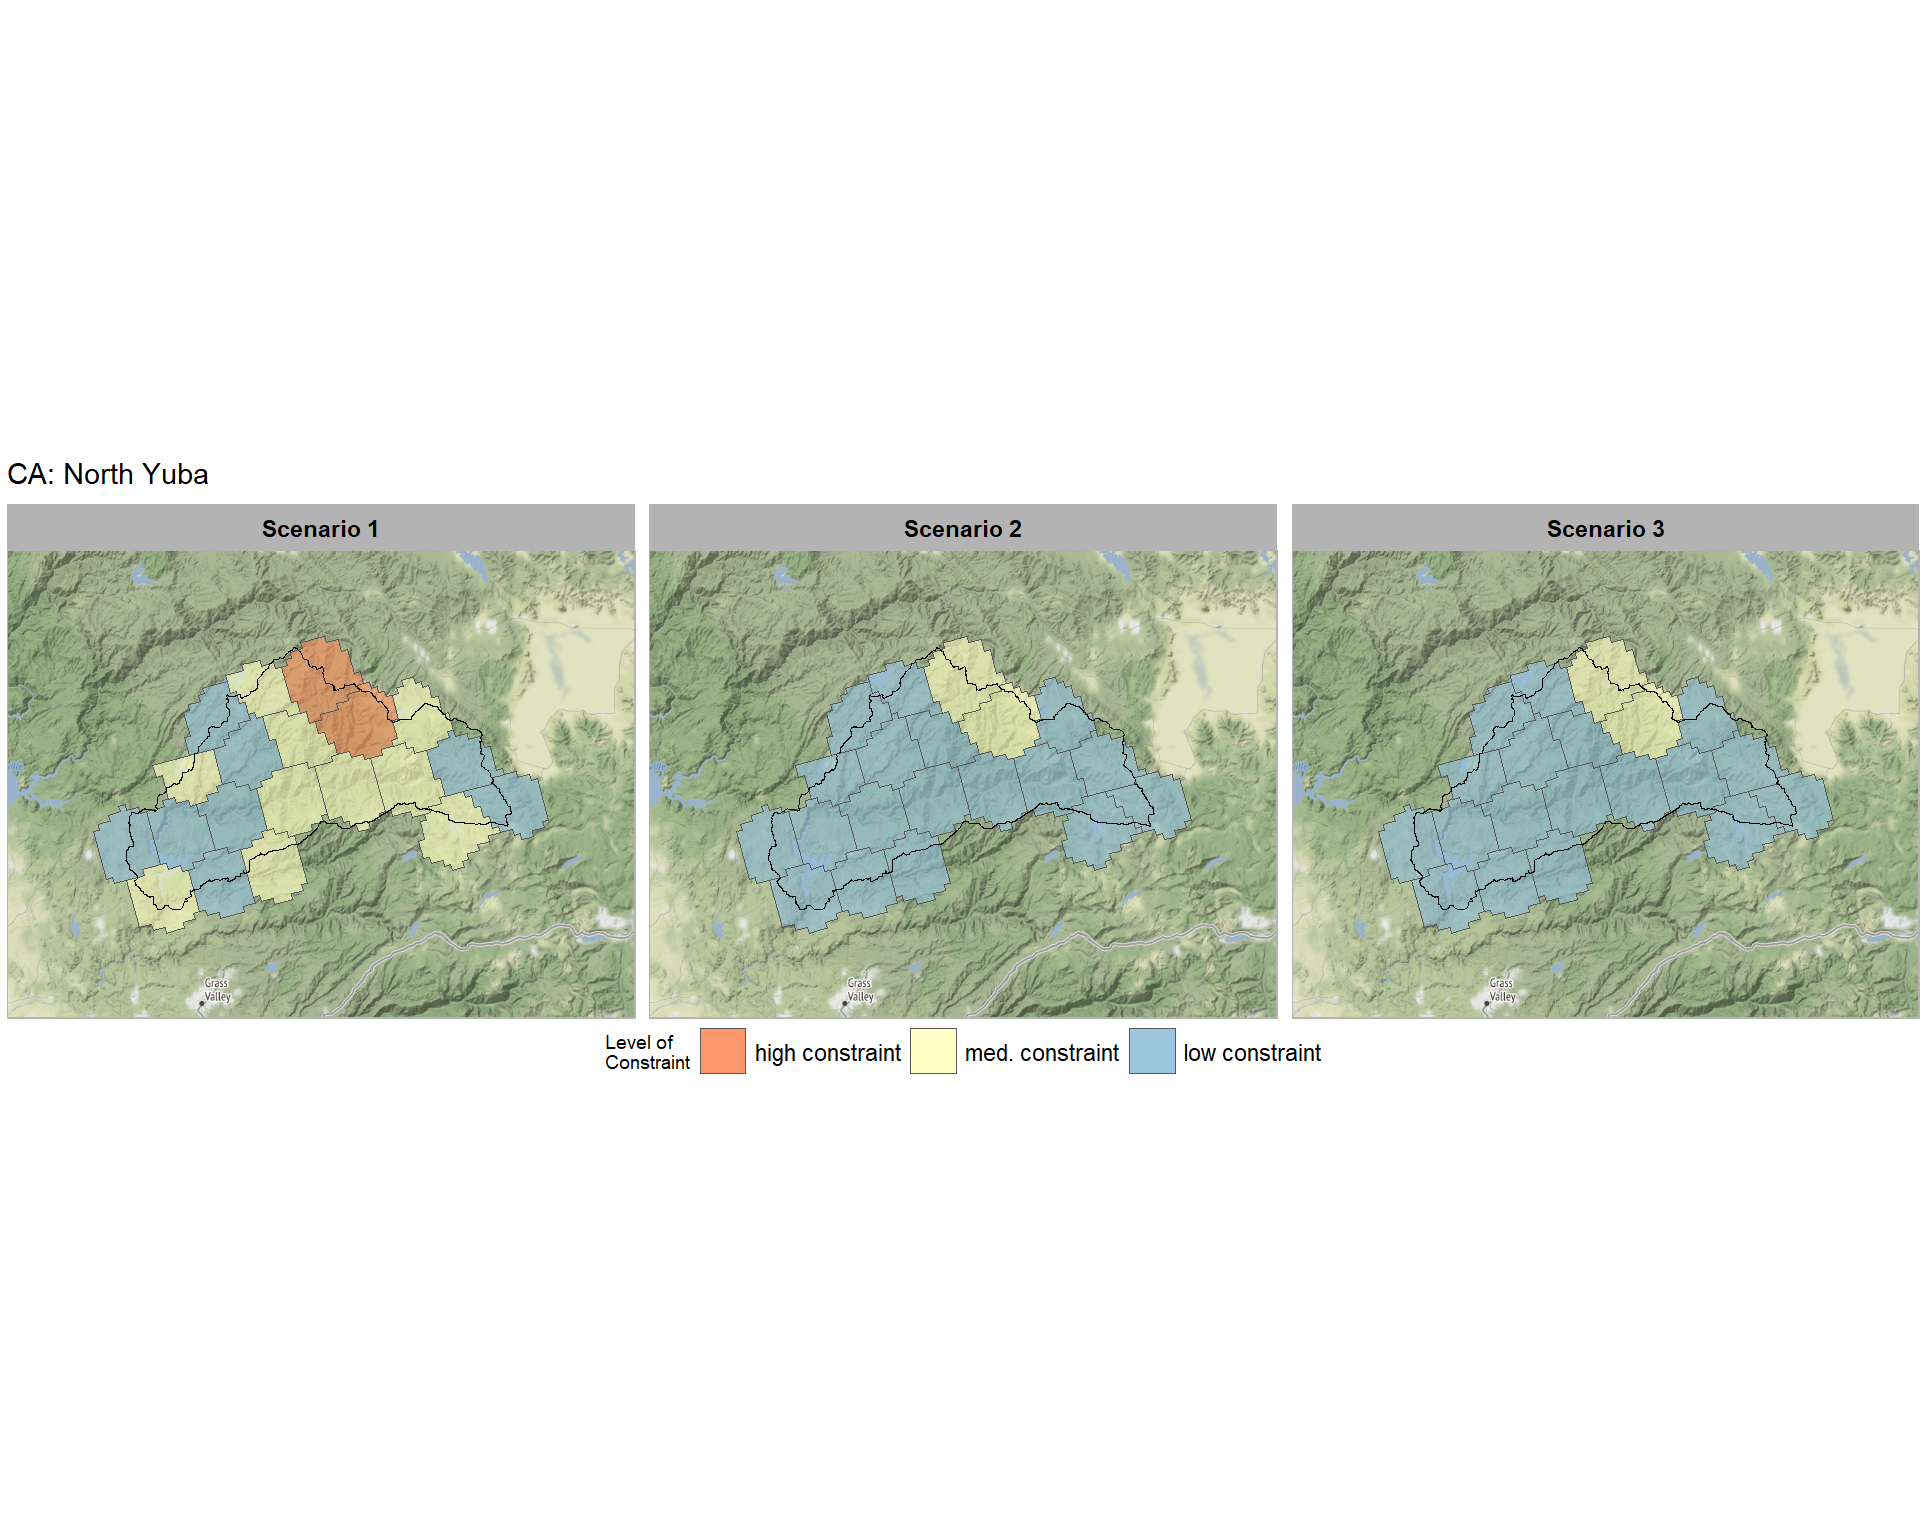 CA: North Yuba
Scenario 1
Scenario 2
Scenario 3
ville
Grass
Valley
Grass
Valley
Grass
Valley
Level of
Constraint
high constraint
med. constraint
low constraint